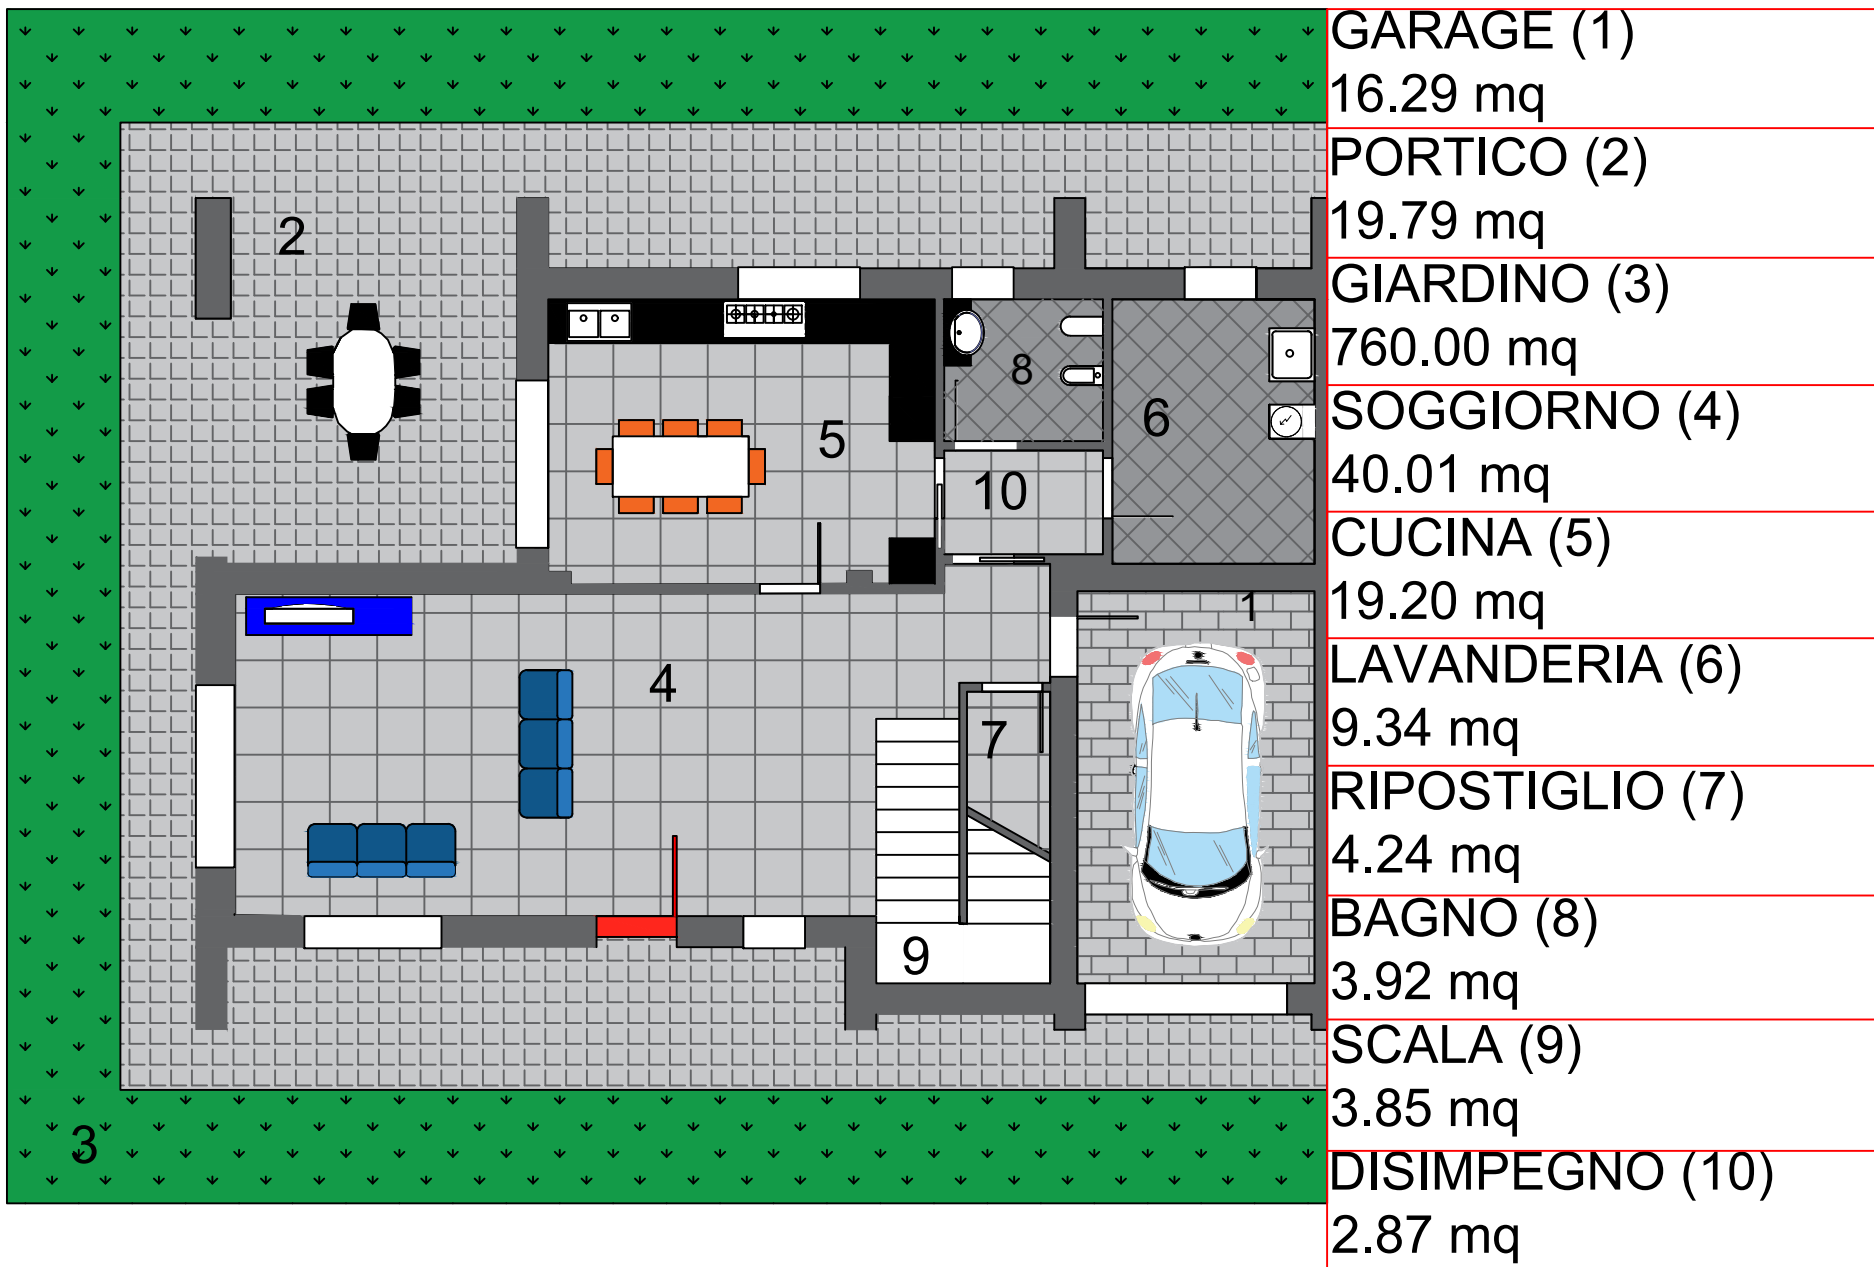 GARAGE (1)
16.29 mq
PORTICO (2)
19.79 mq
GIARDINO (3)
760.00 mq
SOGGIORNO (4)
40.01 mq
CUCINA (5)
19.20 mq
LAVANDERIA (6)
9.34 mq
RIPOSTIGLIO (7)
4.24 mq
BAGNO (8)
3.92 mq
SCALA (9)
3.85 mq
DISIMPEGNO (10)
2.87 mq
2
8
6
5
10
1
4
7
9
3